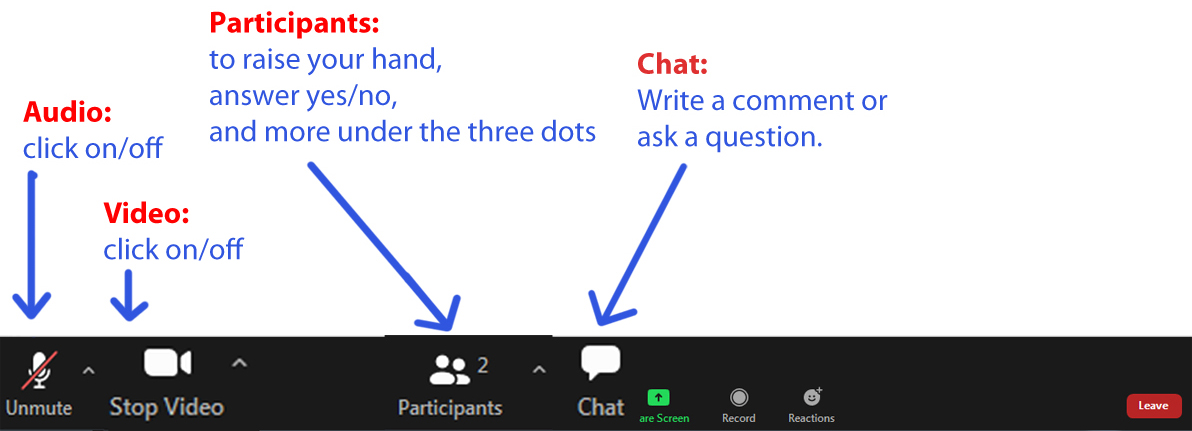 Participants:
to raise your hand,
answer yes/no,
and more under the three dots
Chat:
Write a comment or
ask a question.
Audio:
click on/off
Video:
click on/off
2
Unmute
Stop Video
Participants
Chat
are Screen
Record
Reactions
Leave